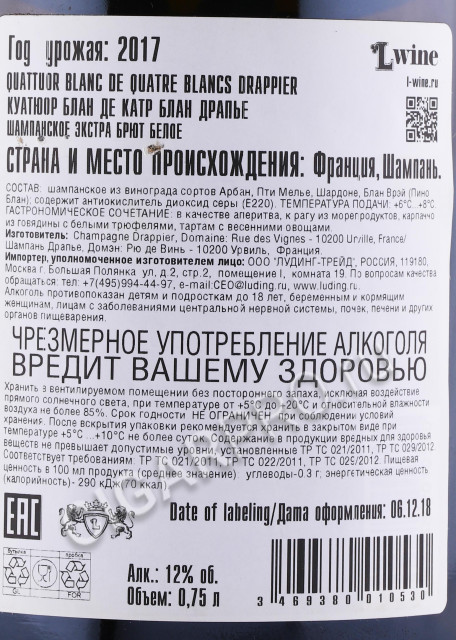 Год урожая: 2017
Lwine
l-wine.ru
QUATTUOR BLANC DE QUATRE BLANCS DRAPPIER
КУАТЮОР БЛАН ДЕ КАТР БЛАН ДРАПЬЕ
ШАМПАНСКОЕ ЭКСТРА БРЮТ БЕЛОЕ
СТРАНА И МЕСТО ПРОИСХОЖДЕНИЯ: Франция, Шампань.
СОСТАВ: шампанское из винограда сортов Арбан, Пти Мелье, Шардоне, Блан Врэй (Пино
Блан); содержит антиокислитель диоксид серы (Е220). ТЕМПЕРАТУРА ПОДАЧИ: +6°С..+8°С.
ГАСТРОНОМИЧЕСКОЕ СОЧЕТАНИЕ: в качестве аперитива, к рагу из морепродуктов, карпаччо
из говядины с белыми трюфелями, тартам с весенними овощами.
Изготовитель: Champagne Drappier, Domaine: Rue des Vignes - 10200 Urville, France/
Шампань Драпье, Доман: Рю де Винь - 10200 Урвиль, Франция.
Импортер, уполномоченное изготовителем лицо: ООО "ЛУДИНГ-ТРЕЙД", РОССИЯ, 119180,
Москва г, Большая Полянка ул, д.2, стр.2, помещение I, комната 19. По вопросам качества
обращаться: тел.: +7(495)994-44-97, e-mail:CEO@luding.ru, www.luding.ru.
Алкоголь противопоказан детям и подросткам до 18 лет, беременным и кормящим
женщинам, лицам с заболеваниями центральной нервной системы, почек, печени и других
органов пищеварения.
ЧРЕЗМЕРНОЕ УПОТРЕБЛЕНИЕ АЛКОГОЛЯ
ВРЕДИТ ВАШЕМУ ЗДОРОВЬЮ
Хранить в вентилируемом помещении без постороннего запаха, исключая воздействие
прямого солнечного света, при температуре от +5°С до +20°С и относительной влажности
воздуха не более 85%. Срок годности НЕ ОГРАНИЧЕН при соблюдении условий
хранения. После вскрытия упаковки рекомендуется хранить в закрытом виде при
температуре +5°С ... +10°С не более суток. Содержание в продукции вредных для здоровья
веществ не превышает допустимые уровни, установленные ТР ТС 021/2011, ТР ТС 029/2012.
Соответствует требованиям: ТР ТС 021/2011, ТР ТС 022/2011, ТР ТС 029/2012. Пищевая
ценность в 100 мл продукта (средние значения): углеводы-0.3 г, энергетическая ценность
(калорийность)- 290 кДж (70 ккал)
EAC
Date of labeling/Дата оформления: 06.12.18
Бутылка
пробка
GL
FOR
Алк.: 12% об.
Объем: 0,75 л
3 469380 010530